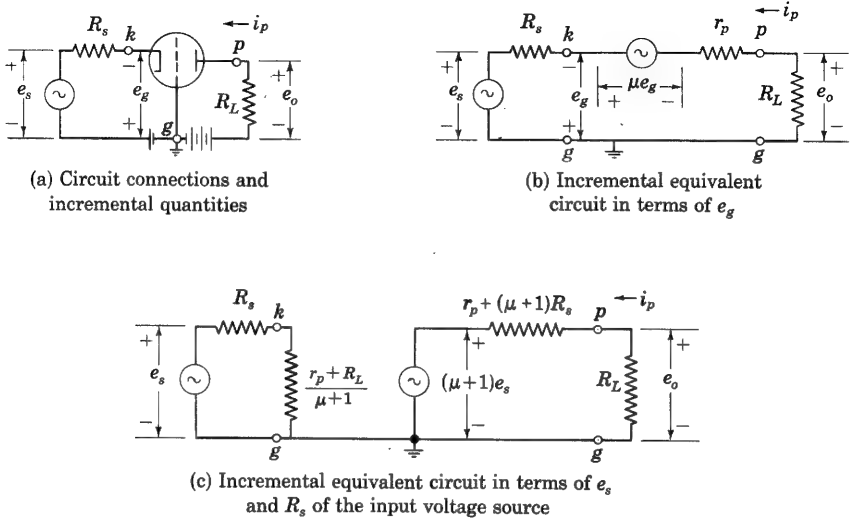 R_s
k
← i_p
p
+
e_s
−
−
e_g
+
g
R_L
+
e_o
−
(a) Circuit connections and
incremental quantities
R_s
k
r_p
p
← i_p
+
e_s
−
−
e_g
+
g
μe_g
+ −
R_L
+
e_o
−
g
(b) Incremental equivalent
circuit in terms of e_g
R_s
k
+
e_s
−
r_p + R_L
μ+1
g
r_p + (μ+1)R_s
p
← i_p
+
(μ+1)e_s
−
R_L
+
e_o
−
g
(c) Incremental equivalent circuit in terms of e_s
and R_s of the input voltage source